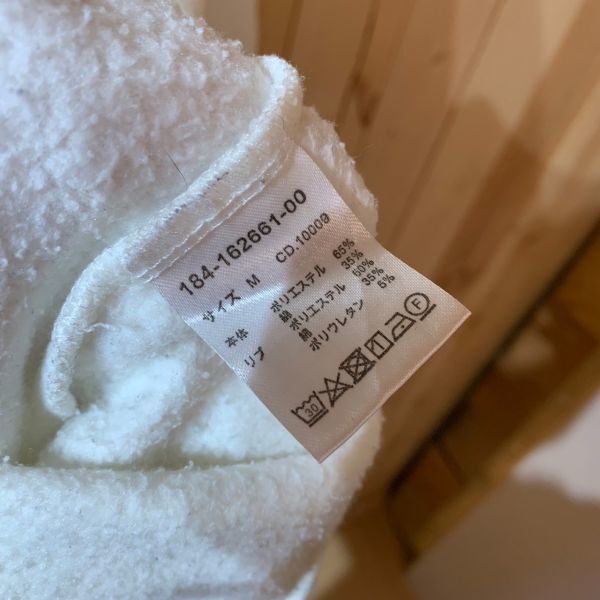 184-162661-00
サイズ M CD-10009
本体 ポリエステル 65%
綿 35%
リブ ポリエステル 60%
綿 35%
ポリウレタン 5%
30 F